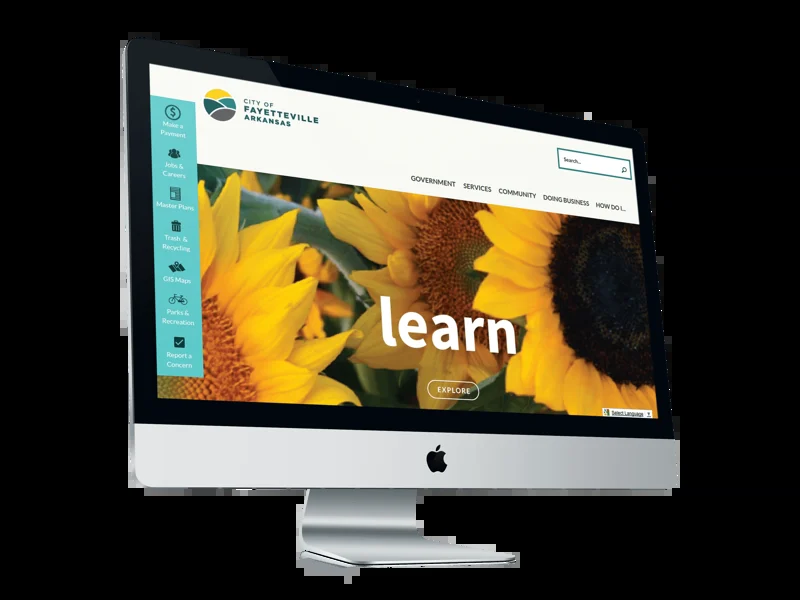 CITY OF
FAYETTEVILLE
ARKANSAS
Search...
GOVERNMENT SERVICES COMMUNITY DOING BUSINESS HOW DO I...
Make a
Payment
Jobs &
Careers
Master Plans
Trash &
Recycling
GIS Maps
Parks &
Recreation
Report a
Concern
learn
EXPLORE
Select Language